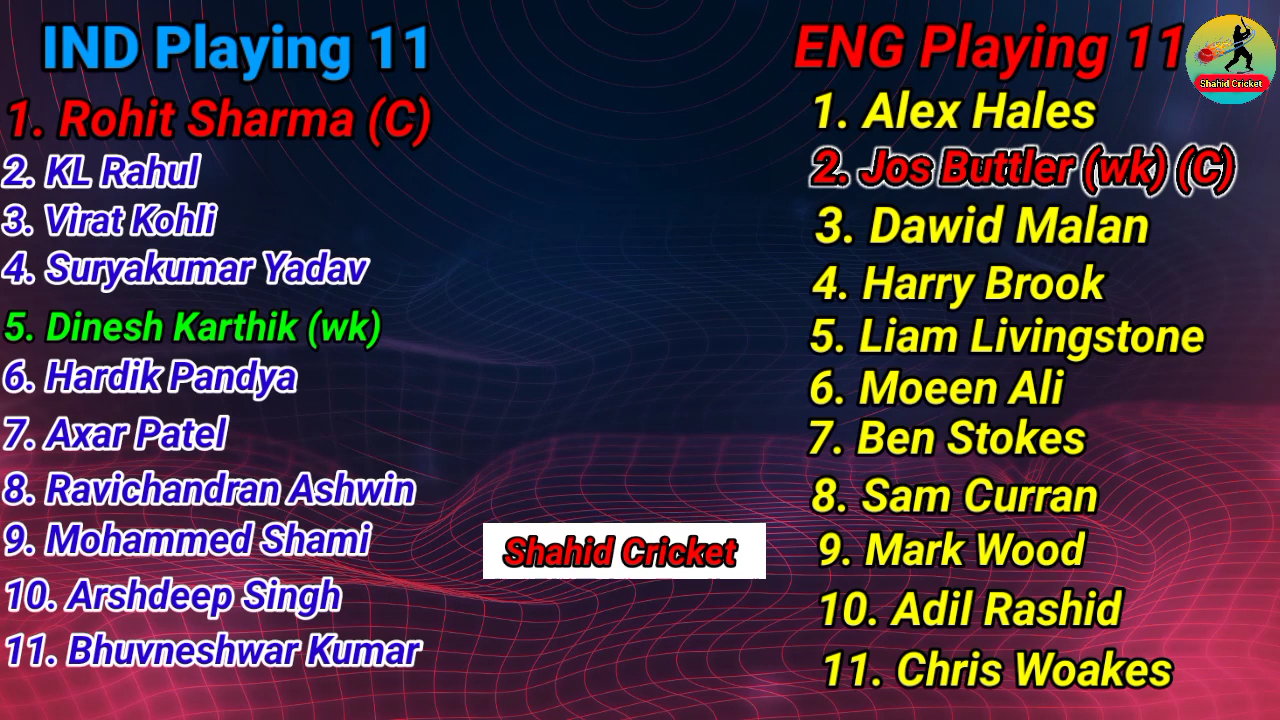 IND Playing 11
1. Rohit Sharma (C)
2. KL Rahul
3. Virat Kohli
4. Suryakumar Yadav
5. Dinesh Karthik (wk)
6. Hardik Pandya
7. Axar Patel
8. Ravichandran Ashwin
9. Mohammed Shami
10. Arshdeep Singh
11. Bhuvneshwar Kumar
Shahid Cricket
ENG Playing 11
Shahid Cricket
1. Alex Hales
2. Jos Buttler (wk) (C)
3. Dawid Malan
4. Harry Brook
5. Liam Livingstone
6. Moeen Ali
7. Ben Stokes
8. Sam Curran
9. Mark Wood
10. Adil Rashid
11. Chris Woakes